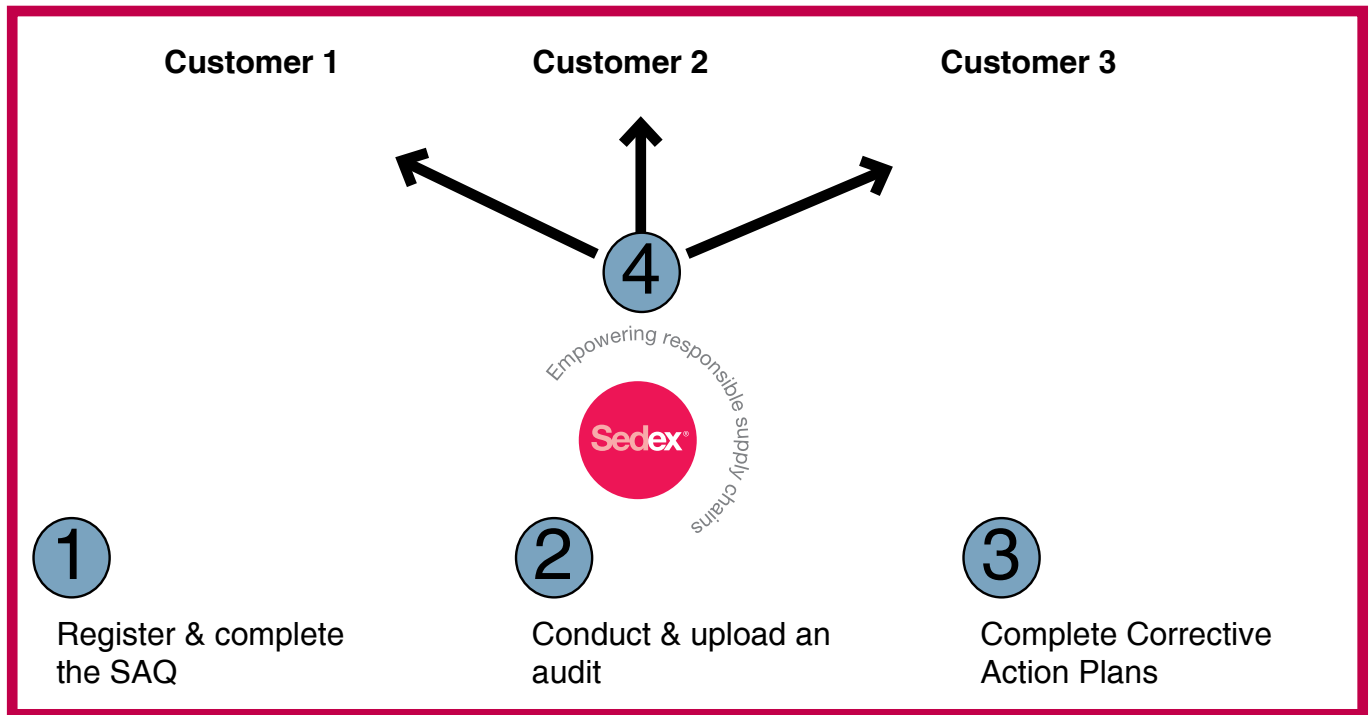 Customer 1
Customer 2
Customer 3
4
Empowering responsible supply chains
Sedex®
1
2
3
Register & complete
the SAQ
Conduct & upload an
audit
Complete Corrective
Action Plans